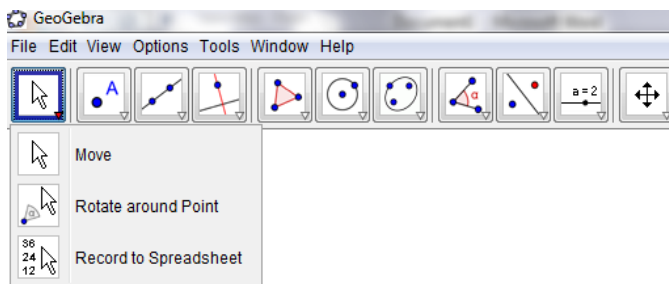 GeoGebra
File Edit View Options Tools Window Help
A
α
a = 2
Move
Rotate around Point
36
24
12
Record to Spreadsheet